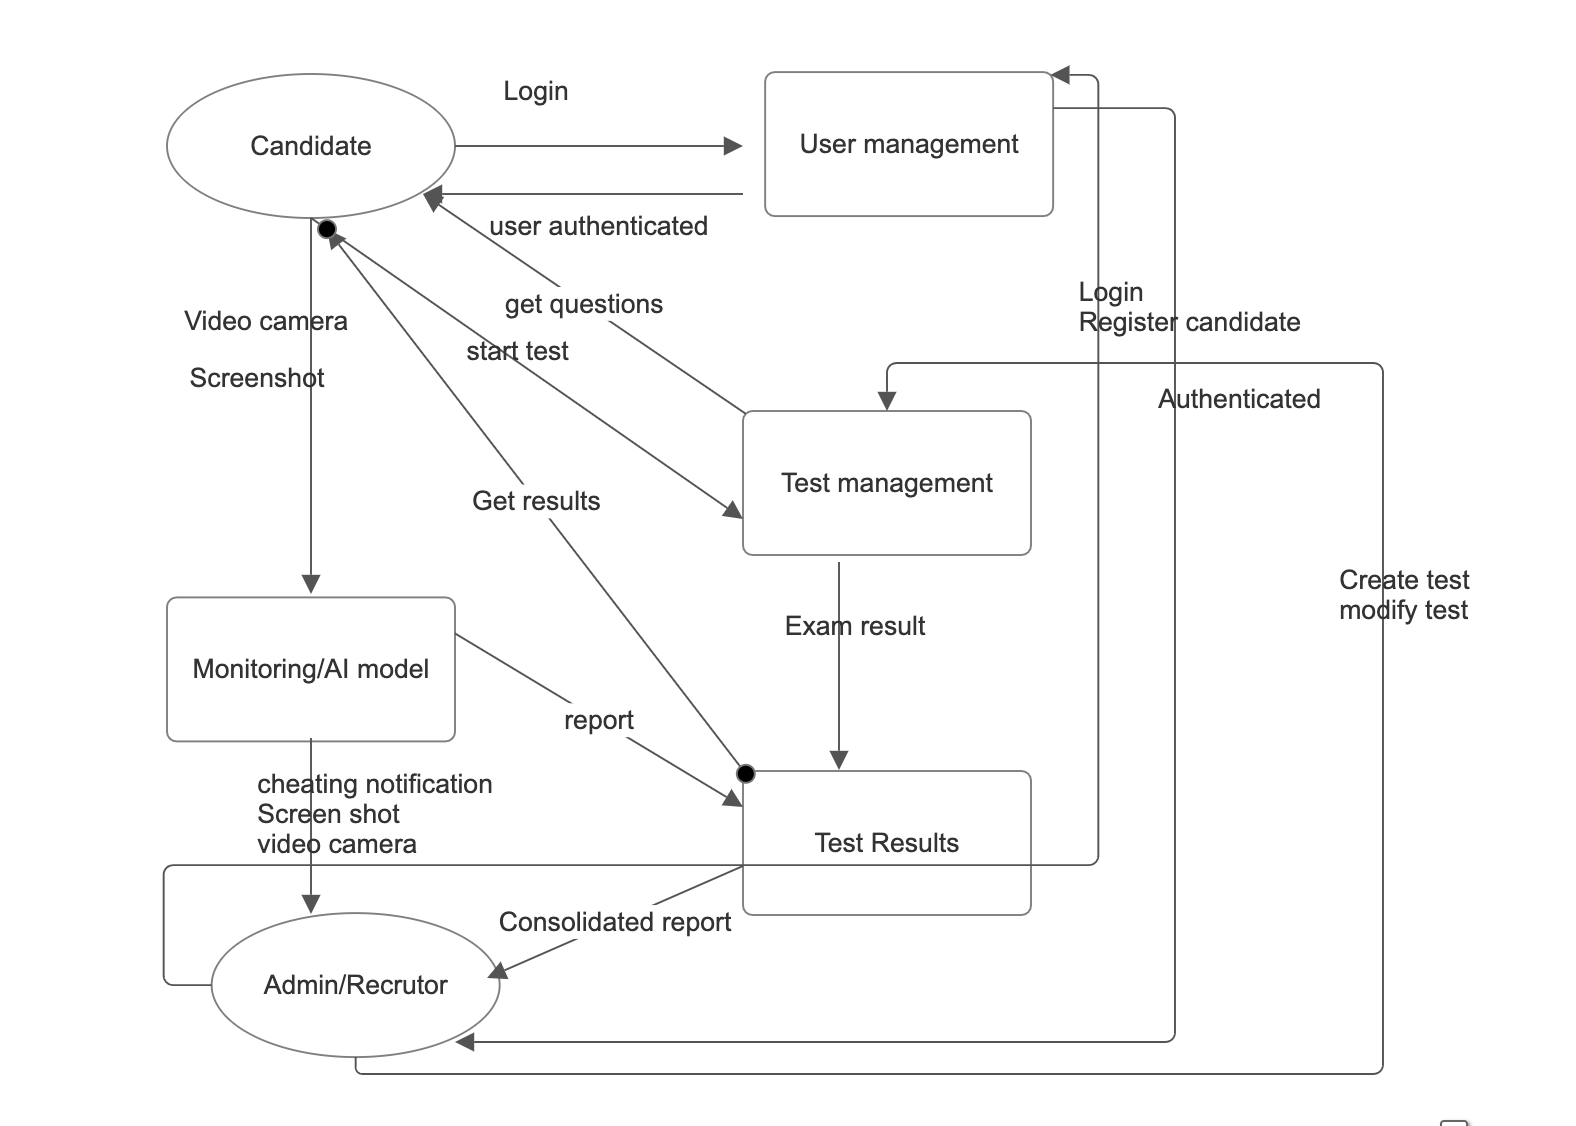 Login
Candidate
User management
user authenticated
get questions
Login
Register candidate
Video camera
start test
Screenshot
Authenticated
Test management
Get results
Create test
modify test
Exam result
Monitoring/AI model
report
cheating notification
Screen shot
video camera
Test Results
Consolidated report
Admin/Recrutor